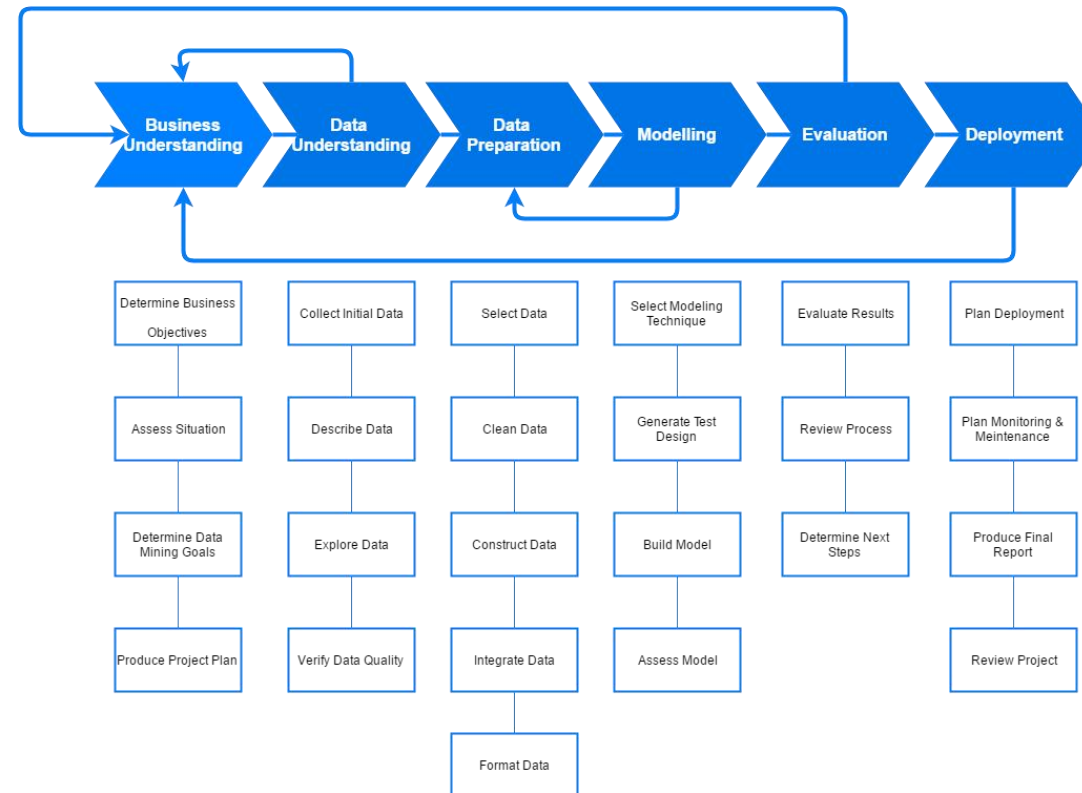 Business
Understanding
Data
Understanding
Data
Preparation
Modelling
Evaluation
Deployment
Determine Business
Objectives
Assess Situation
Determine Data
Mining Goals
Produce Project Plan
Collect Initial Data
Describe Data
Explore Data
Verify Data Quality
Select Data
Clean Data
Construct Data
Integrate Data
Format Data
Select Modeling
Technique
Generate Test
Design
Build Model
Assess Model
Evaluate Results
Review Process
Determine Next
Steps
Plan Deployment
Plan Monitoring &
Meintenance
Produce Final
Report
Review Project